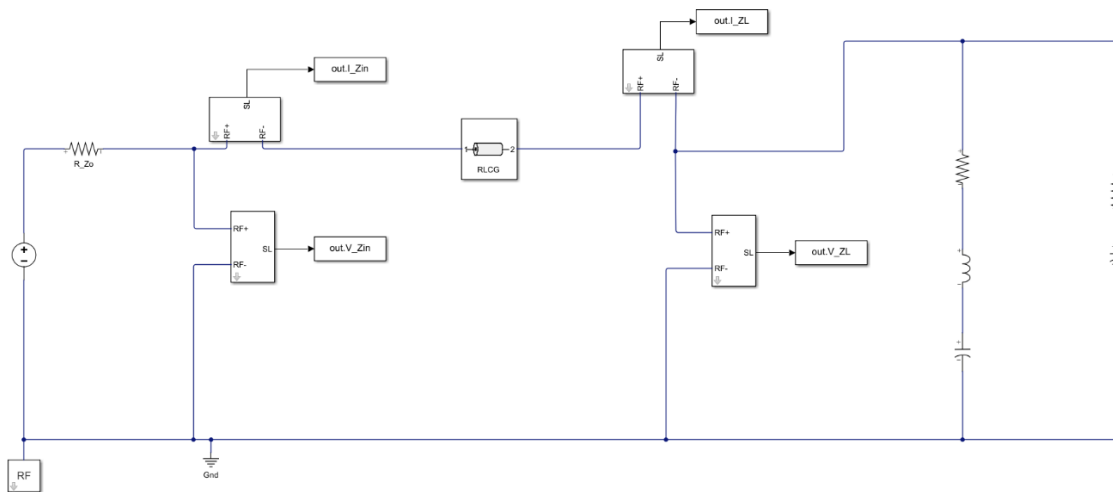 out.I_ZL
SL
RF+
RF-
out.I_Zin
SL
RF+
RF-
R_Zo
1
2
RLCG
RF+
SL
RF-
out.V_Zin
RF+
SL
RF-
out.V_ZL
RF
Gnd